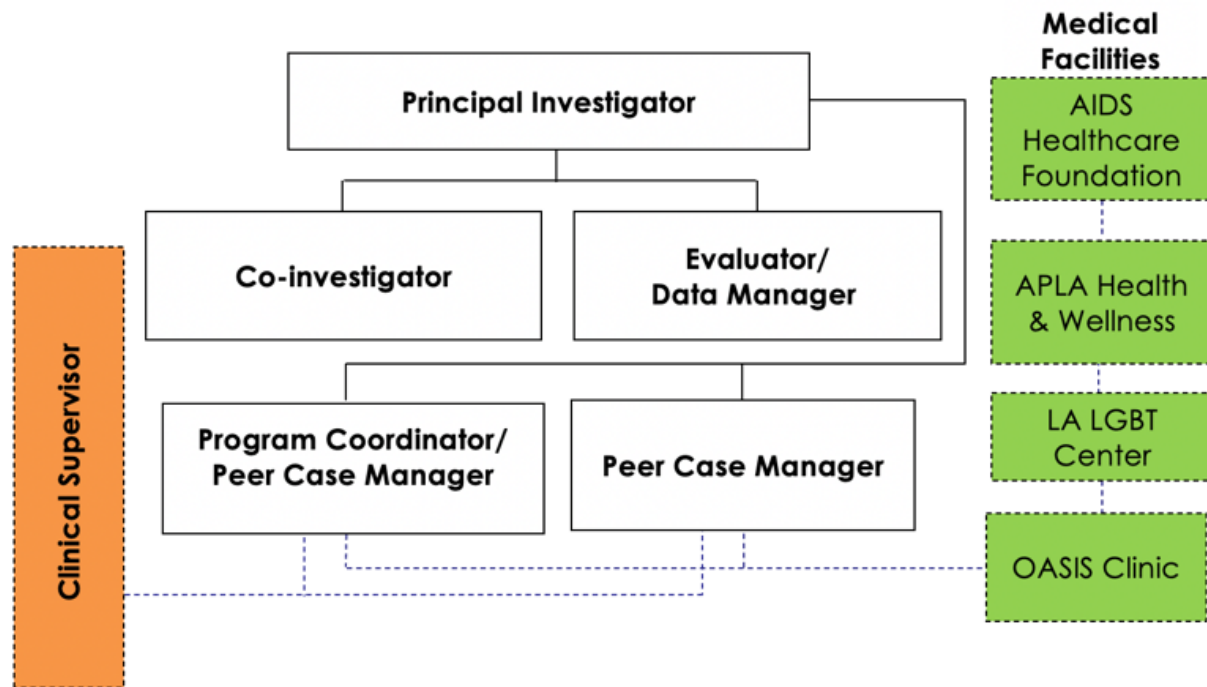 Medical
Facilities
Principal Investigator
AIDS
Healthcare
Foundation
Co-investigator
Evaluator/
Data Manager
APLA Health
& Wellness
Clinical Supervisor
Program Coordinator/
Peer Case Manager
Peer Case Manager
LA LGBT
Center
OASIS Clinic